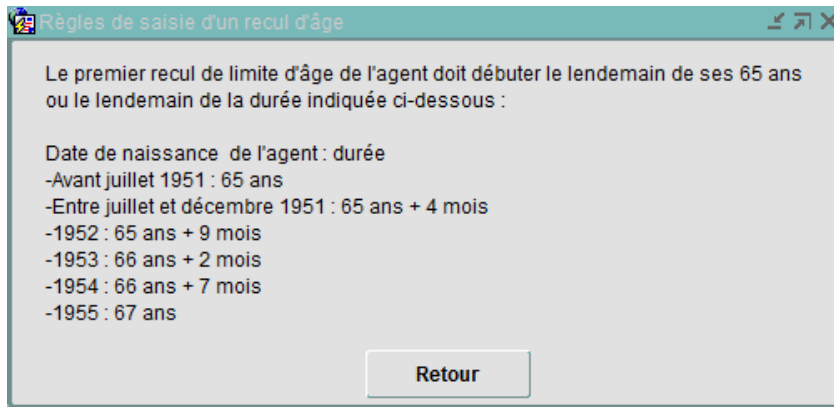 Règles de saisie d'un recul d'âge
Le premier recul de limite d'âge de l'agent doit débuter le lendemain de ses 65 ans
ou le lendemain de la durée indiquée ci-dessous :
Date de naissance de l'agent : durée
-Avant juillet 1951 : 65 ans
-Entre juillet et décembre 1951 : 65 ans + 4 mois
-1952 : 65 ans + 9 mois
-1953 : 66 ans + 2 mois
-1954 : 66 ans + 7 mois
-1955 : 67 ans
Retour